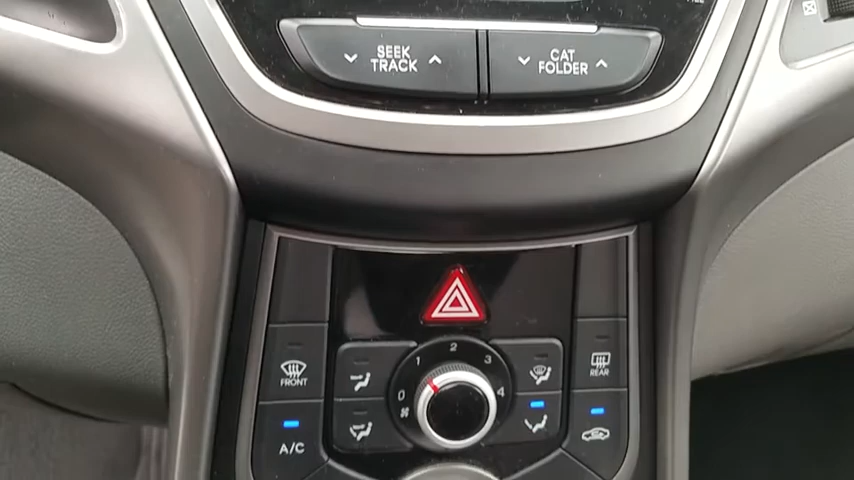 SEEK
TRACK
CAT
FOLDER
2
1 3
0 4
FRONT
REAR
A/C